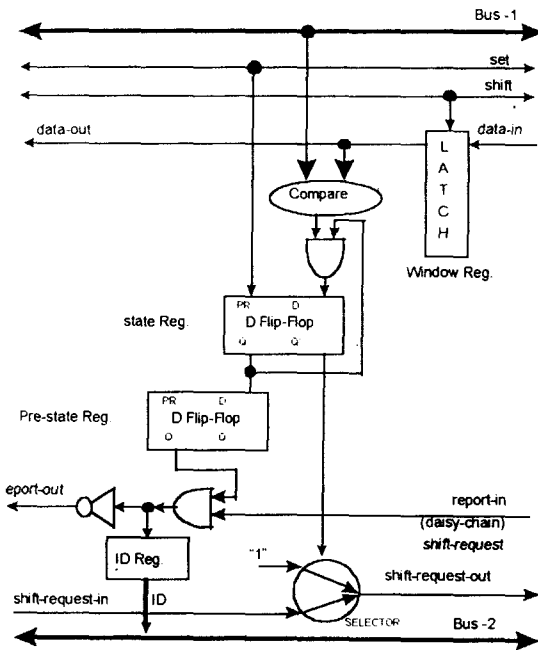 Bus -1
set
shift
data-out
data-in
L
A
T
C
H
Compare
Window Reg.
PR D
state Reg.
D Flip-Flop
Q Q
PR D
Pre-state Reg.
D Flip-Flop
O Q
eport-out
report-in
(daisy-chain)
shift-request
ID Reg.
"1"
shift-request-out
shift-request-in
ID
SELECTOR
Bus -2